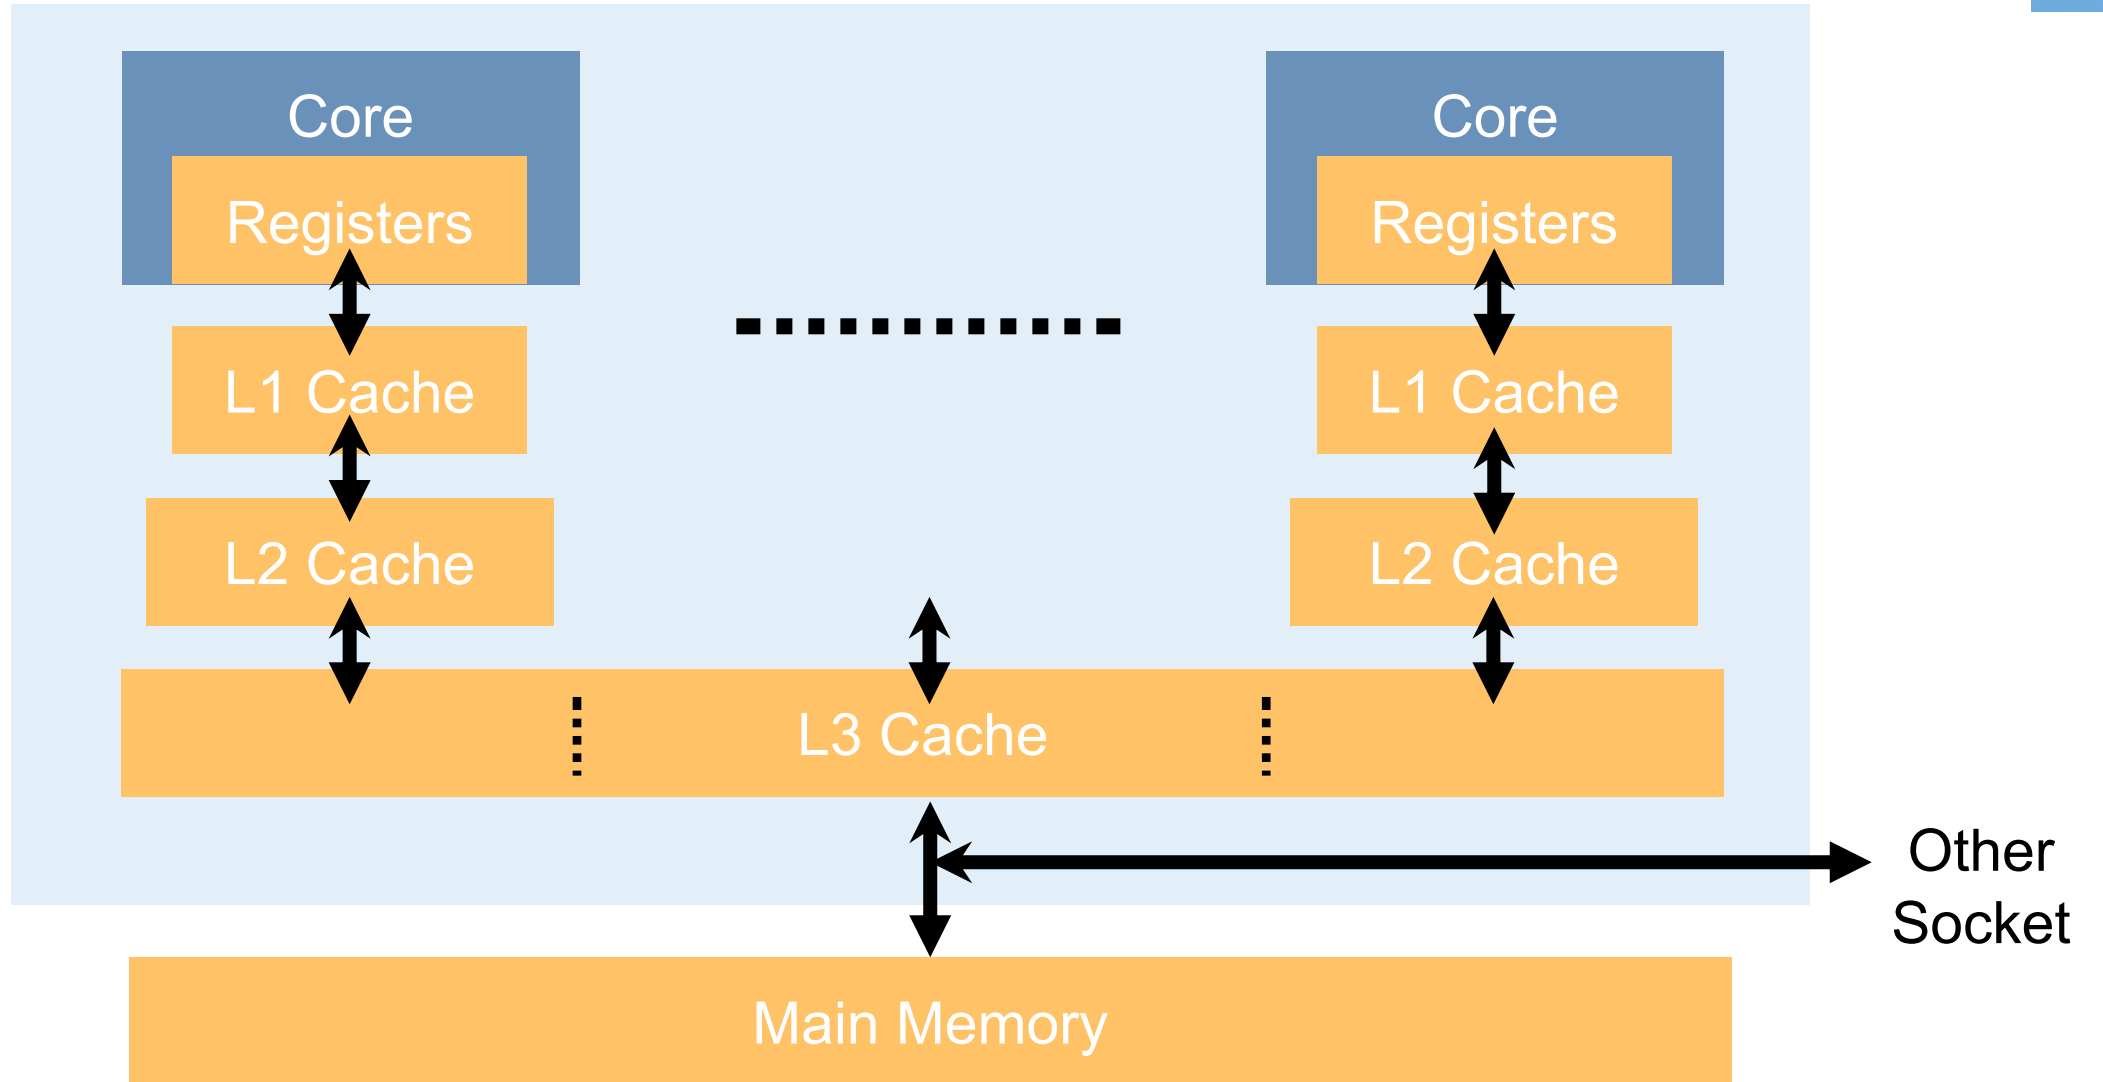 Core
Core
Registers
Registers
L1 Cache
L1 Cache
L2 Cache
L2 Cache
L3 Cache
Other
Socket
Main Memory